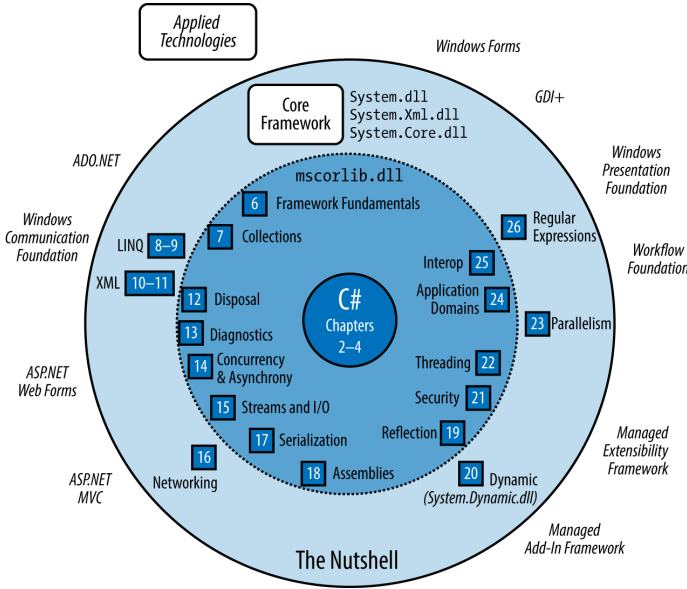 Applied
Technologies
Windows Forms
GDI+
Core
Framework
System.dll
System.Xml.dll
System.Core.dll
ADO.NET
Windows
Presentation
Foundation
mscorlib.dll
6 Framework Fundamentals
7 Collections
26 Regular
Expressions
Windows
Communication
Foundation
LINQ 8–9
Workflow
Foundation
Interop 25
XML 10–11
12 Disposal
C#
Chapters
2–4
Application
Domains 24
13 Diagnostics
23 Parallelism
14 Concurrency
& Asynchrony
Threading 22
ASP.NET
Web Forms
15 Streams and I/O
Security 21
17 Serialization
Reflection 19
Managed
Extensibility
Framework
16
Networking
18 Assemblies
20 Dynamic
(System.Dynamic.dll)
ASP.NET
MVC
Managed
Add-In Framework
The Nutshell